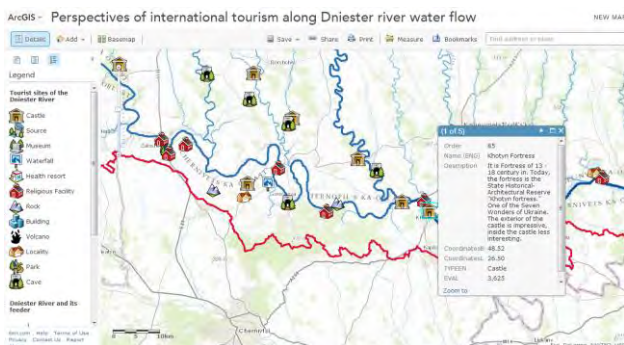 ArcGIS Perspectives of international tourism along Dniester river water flow
NEW MAP
Details
Add
Basemap
Save
Share
Print
Measure
Bookmarks
Find address or place
Legend
Tourist sites of the
Dniester River
Castle
Source
Museum
Waterfall
Health resort
Religious Facility
Rock
Building
Volcano
Locality
Park
Cave
Dniester River and its
feeder
Esri.com Help Terms of Use
Privacy Contact Us Report
0 5 10km
(1 of 5)
Order 65
Name (ENG) Khotyn Fortress
Description It is Fortress of 13 -
18 century in. Today,
the fortress is the
State Historical-
Architectural Reserve
"Khotyn fortress."
One of the Seven
Wonders of Ukraine.
The exterior of the
castle is impressive,
inside the castle less
interesting.
48,52
26,50
TYPEEN Castle
3,625
Zoom to